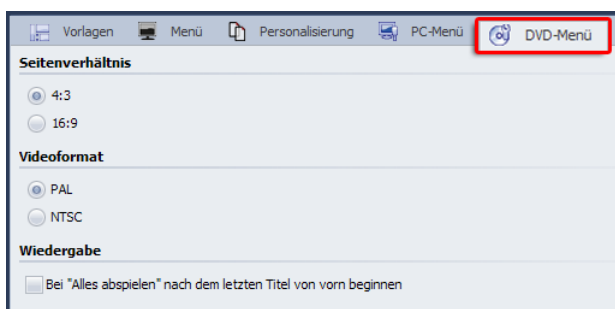 Vorlagen Menü Personalisierung PC-Menü DVD-Menü
Seitenverhältnis
4:3
16:9
Videoformat
PAL
NTSC
Wiedergabe
Bei "Alles abspielen" nach dem letzten Titel von vorn beginnen